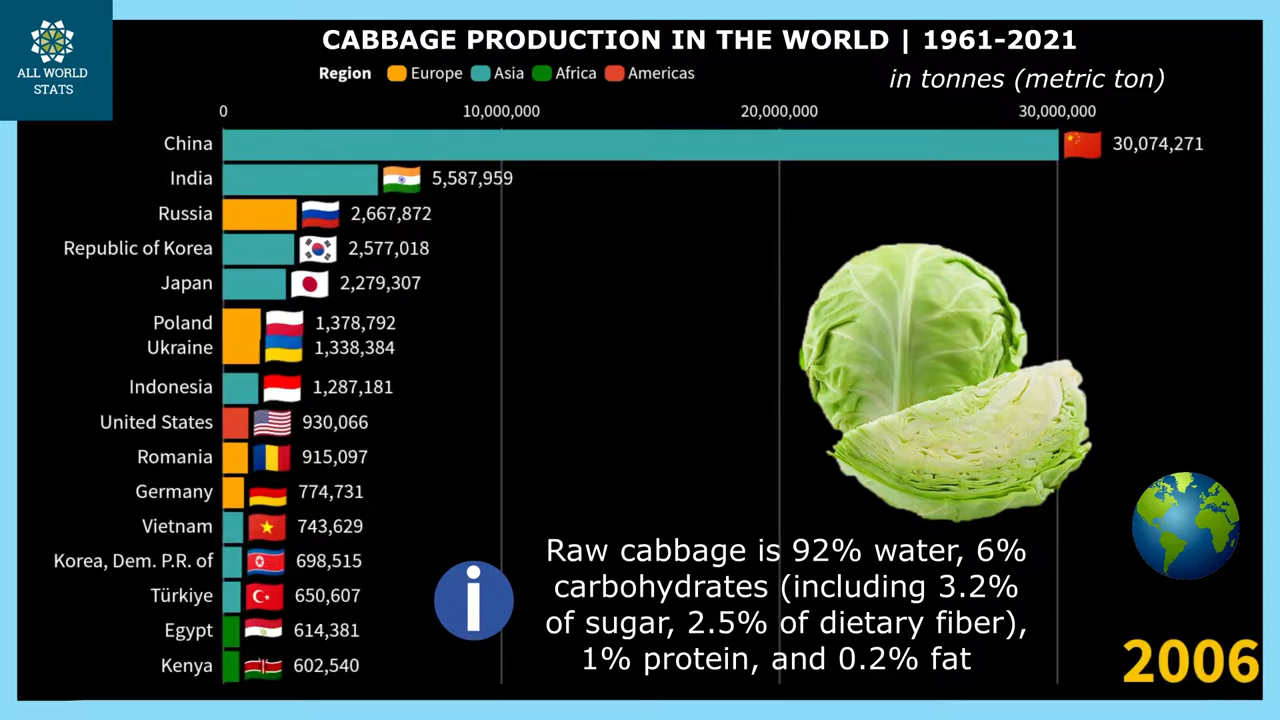 ALL WORLD
STATS
CABBAGE PRODUCTION IN THE WORLD | 1961-2021
Region Europe Asia Africa Americas
in tonnes (metric ton)
0 10,000,000 20,000,000 30,000,000
China 30,074,271
India 5,587,959
Russia 2,667,872
Republic of Korea 2,577,018
Japan 2,279,307
Poland 1,378,792
Ukraine 1,338,384
Indonesia 1,287,181
United States 930,066
Romania 915,097
Germany 774,731
Vietnam 743,629
Korea, Dem. P.R. of 698,515
Türkiye 650,607
Egypt 614,381
Kenya 602,540
i
Raw cabbage is 92% water, 6%
carbohydrates (including 3.2%
of sugar, 2.5% of dietary fiber),
1% protein, and 0.2% fat
2006